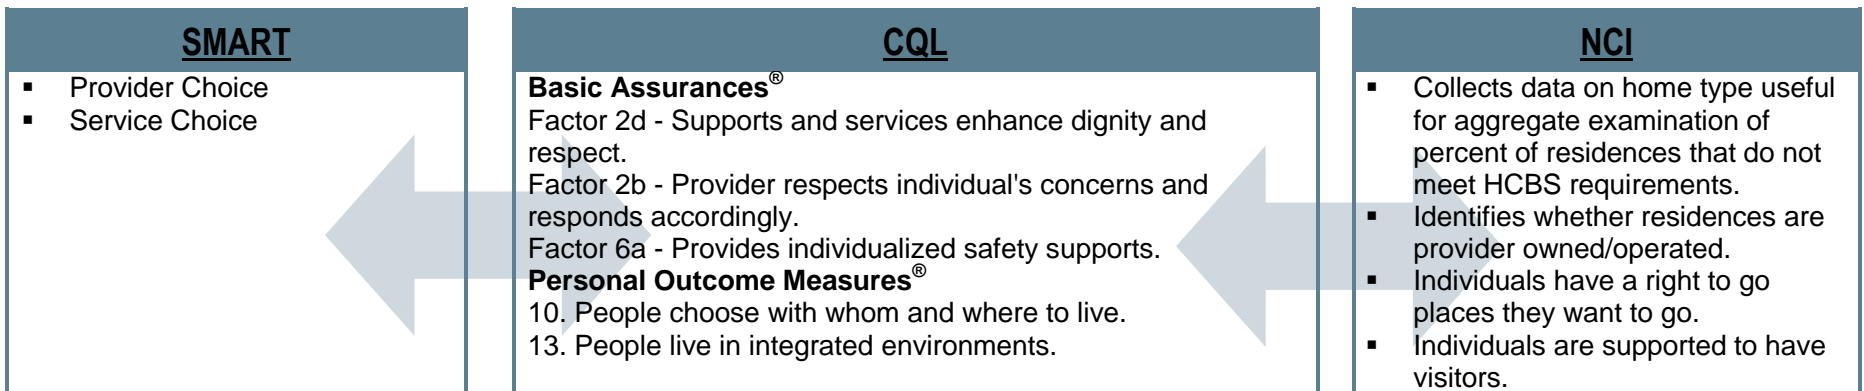 SMART
▪ Provider Choice
▪ Service Choice
CQL
Basic Assurances®
Factor 2d - Supports and services enhance dignity and
respect.
Factor 2b - Provider respects individual's concerns and
responds accordingly.
Factor 6a - Provides individualized safety supports.
Personal Outcome Measures®
10. People choose with whom and where to live.
13. People live in integrated environments.
NCI
▪ Collects data on home type useful
for aggregate examination of
percent of residences that do not
meet HCBS requirements.
▪ Identifies whether residences are
provider owned/operated.
▪ Individuals have a right to go
places they want to go.
▪ Individuals are supported to have
visitors.